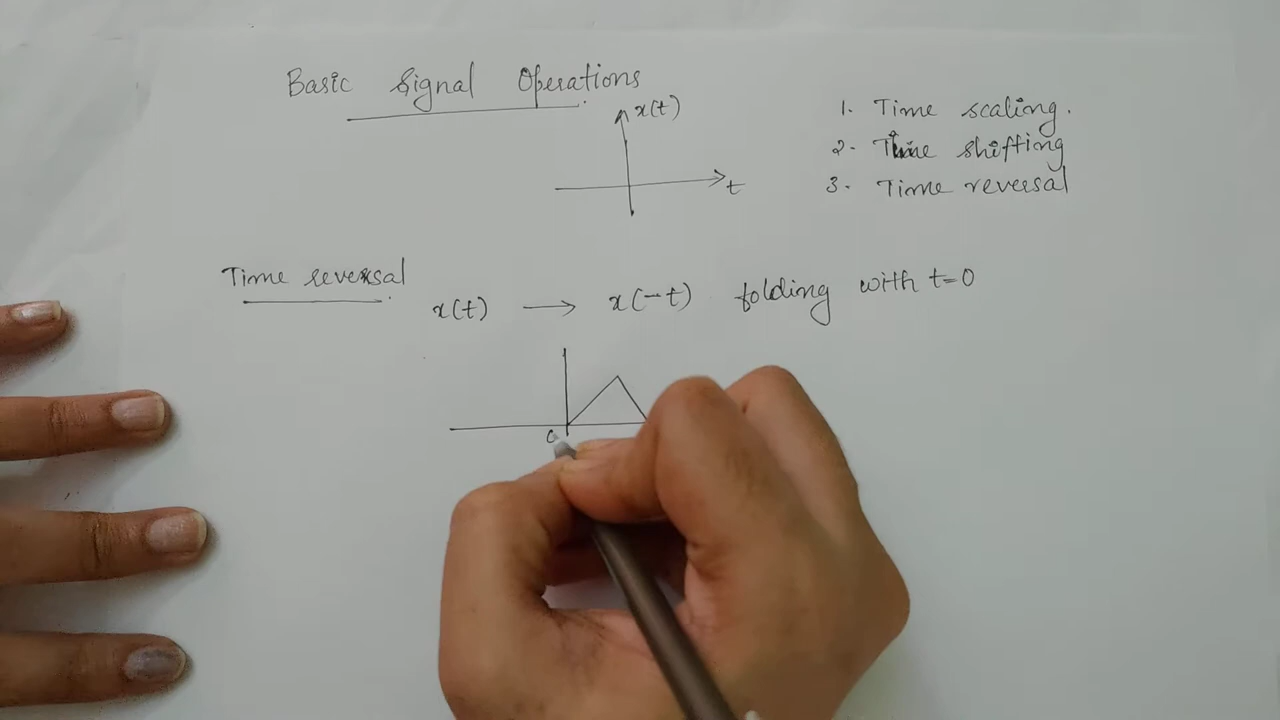 Basic Signal Operations
x(t)
t
1. Time scaling.
2. Time shifting
3. Time reversal
Time reversal
x(t) → x(-t) folding with t=0
0